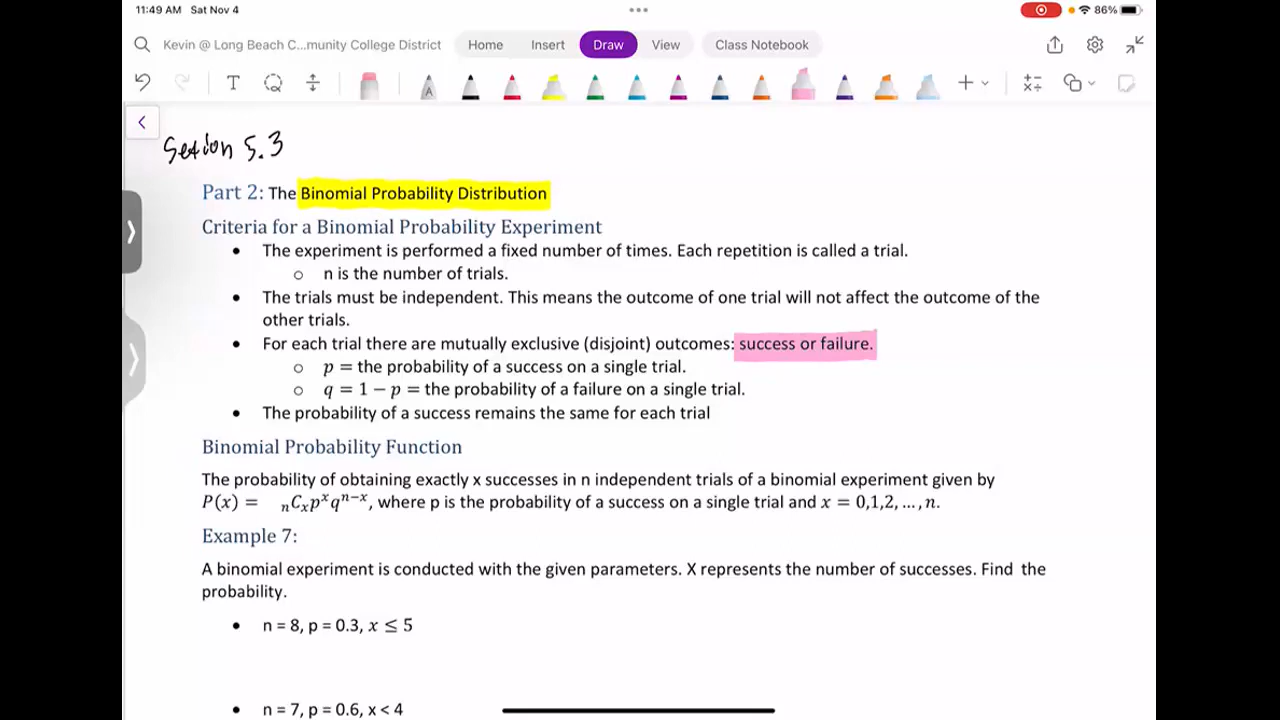 11:49 AM Sat Nov 4
86%
Kevin @ Long Beach C...munity College District
Home Insert Draw View Class Notebook
T A
Section 5.3
Part 2: The Binomial Probability Distribution
Criteria for a Binomial Probability Experiment
• The experiment is performed a fixed number of times. Each repetition is called a trial.
○ n is the number of trials.
• The trials must be independent. This means the outcome of one trial will not affect the outcome of the
other trials.
• For each trial there are mutually exclusive (disjoint) outcomes: success or failure.
○ p = the probability of a success on a single trial.
○ q = 1 − p = the probability of a failure on a single trial.
• The probability of a success remains the same for each trial
Binomial Probability Function
The probability of obtaining exactly x successes in n independent trials of a binomial experiment given by
P(x) = ₙCₓpˣqⁿ⁻ˣ, where p is the probability of a success on a single trial and x = 0,1,2, ... , n.
Example 7:
A binomial experiment is conducted with the given parameters. X represents the number of successes. Find the
probability.
• n = 8, p = 0.3, x ≤ 5
• n = 7, p = 0.6, x < 4